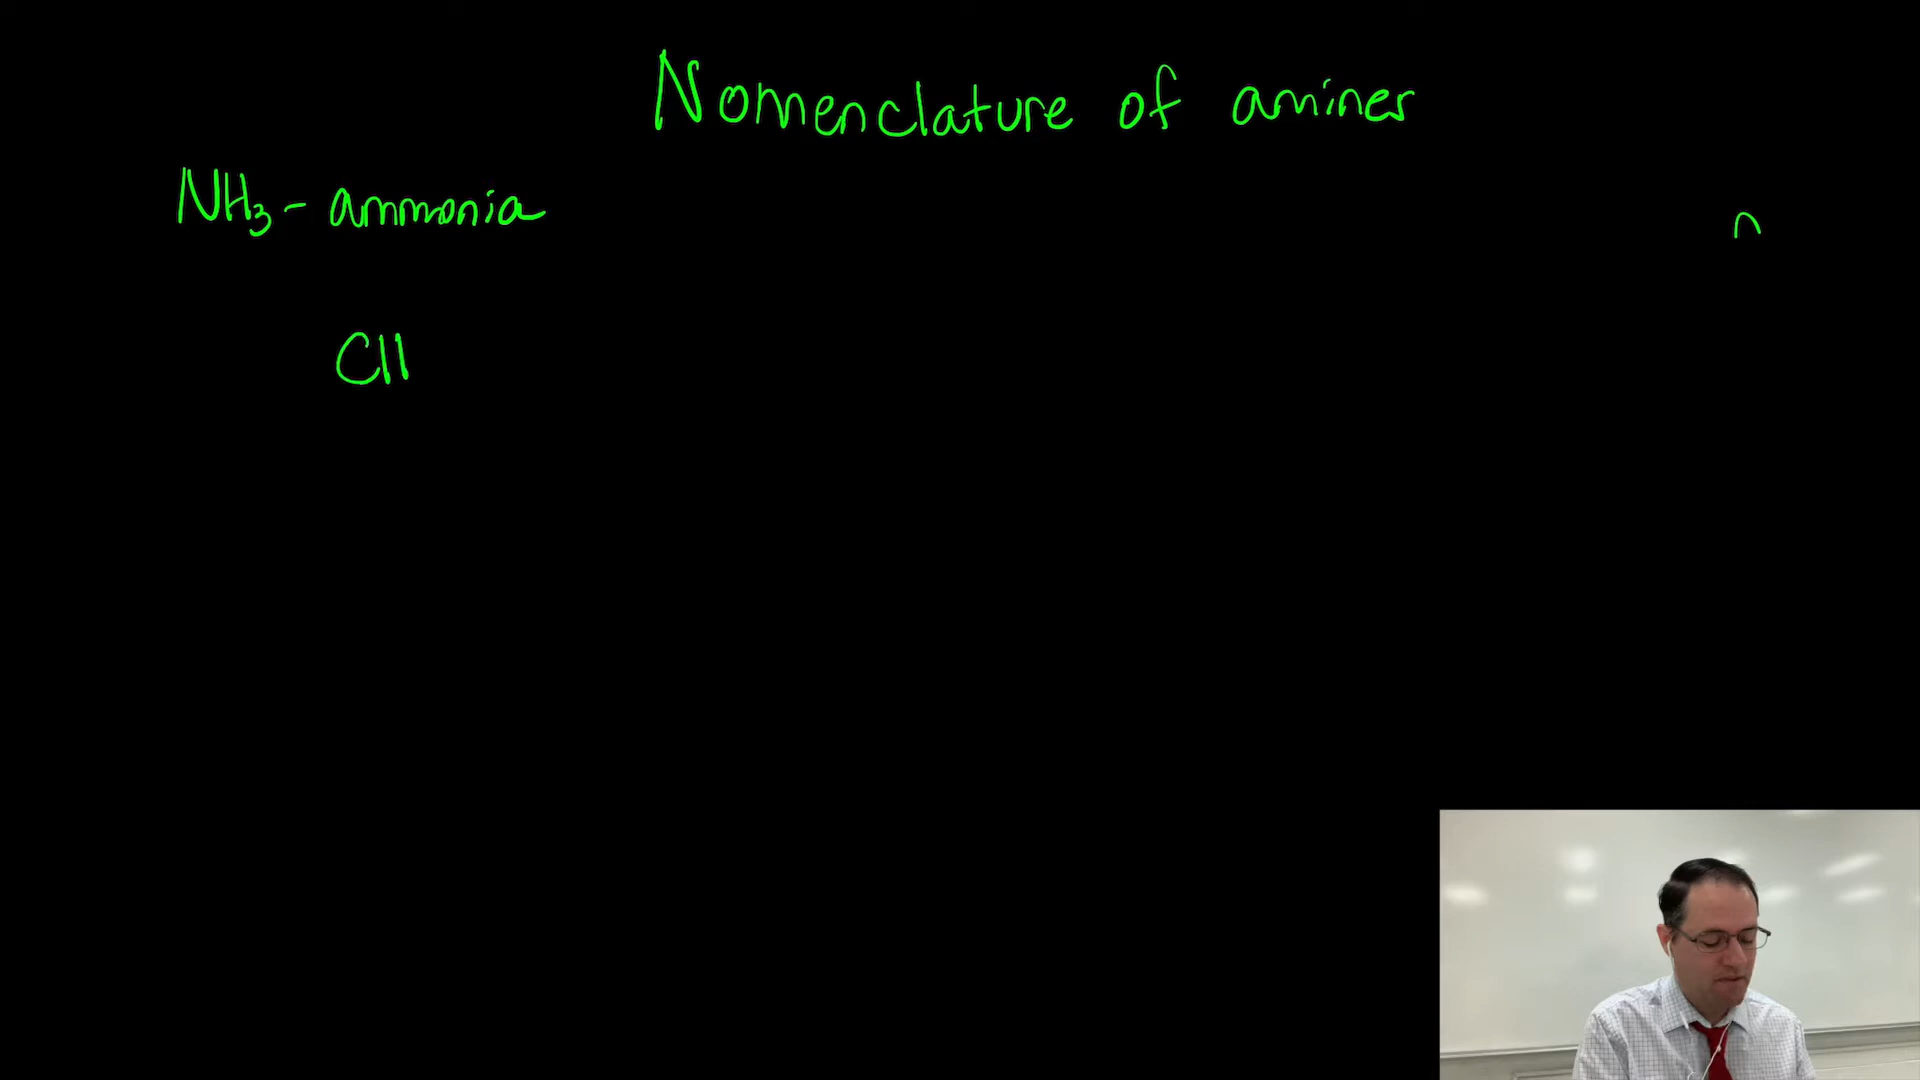 Nomenclature of amines
NH3 - ammonia
n
CH